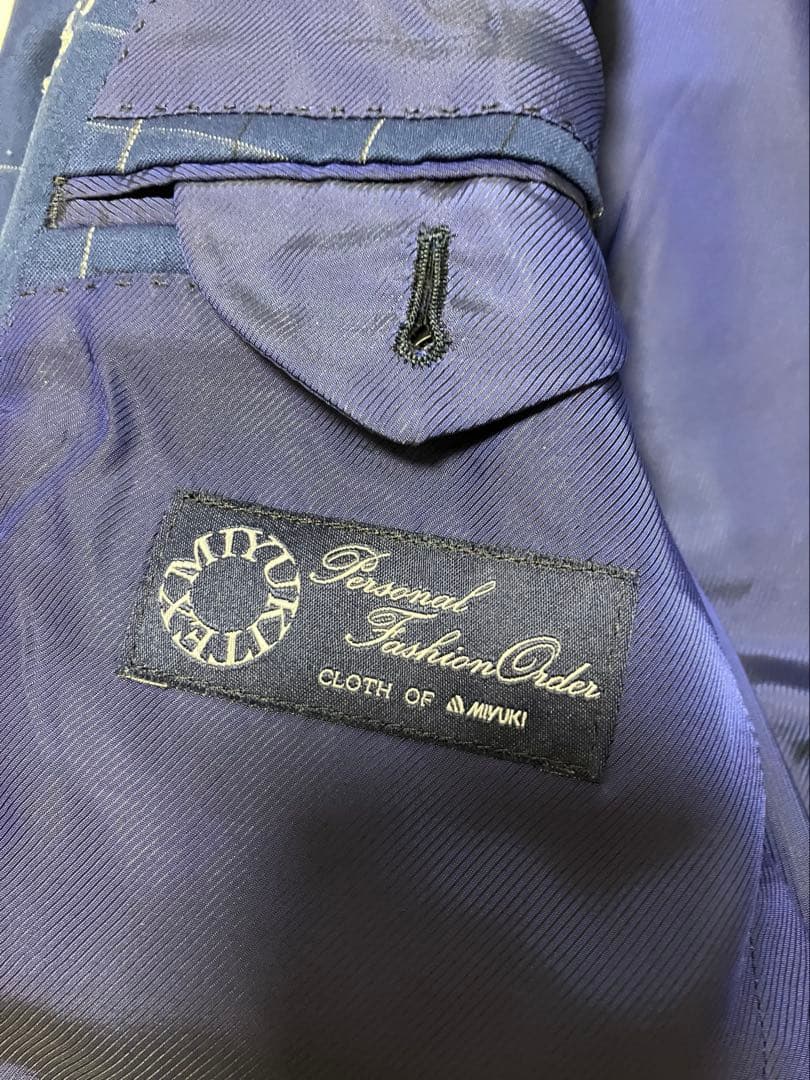 MIYUKITEX
Personal
Fashion Order
CLOTH OF MIYUKI